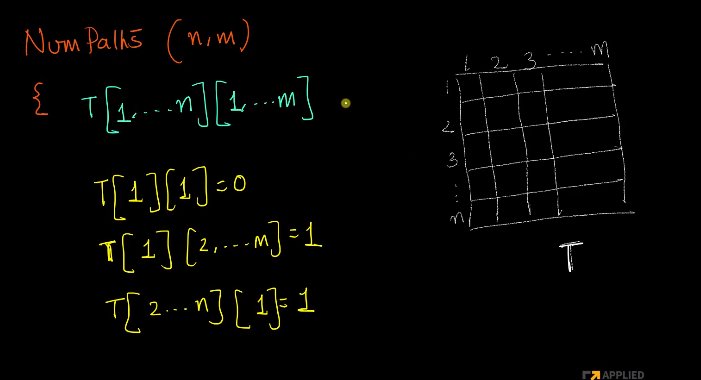 NumPaths (n,m)
{ T[1,....n][1,...m]
T[1][1]=0
T[1][2,...m]=1
T[2...n][1]=1
1 2 3 .... m
1
2
3
⋮
n
T
APPLIED